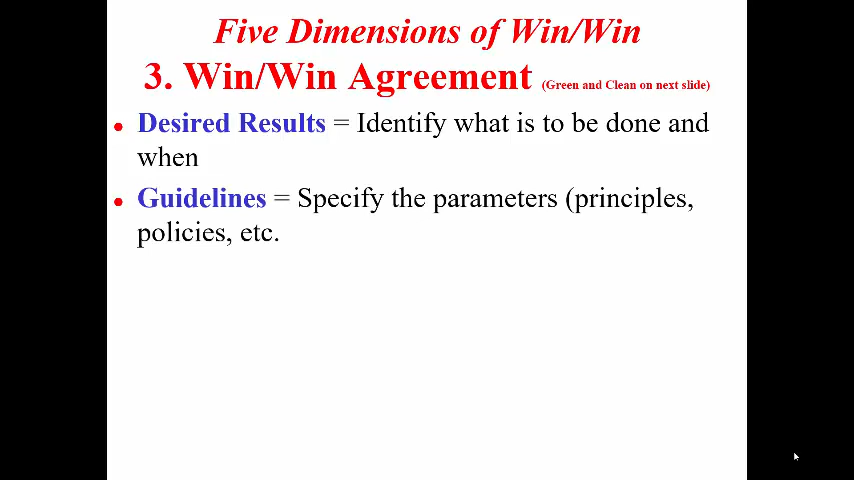 Five Dimensions of Win/Win
3. Win/Win Agreement (Green and Clean on next slide)
• Desired Results = Identify what is to be done and
when
• Guidelines = Specify the parameters (principles,
policies, etc.